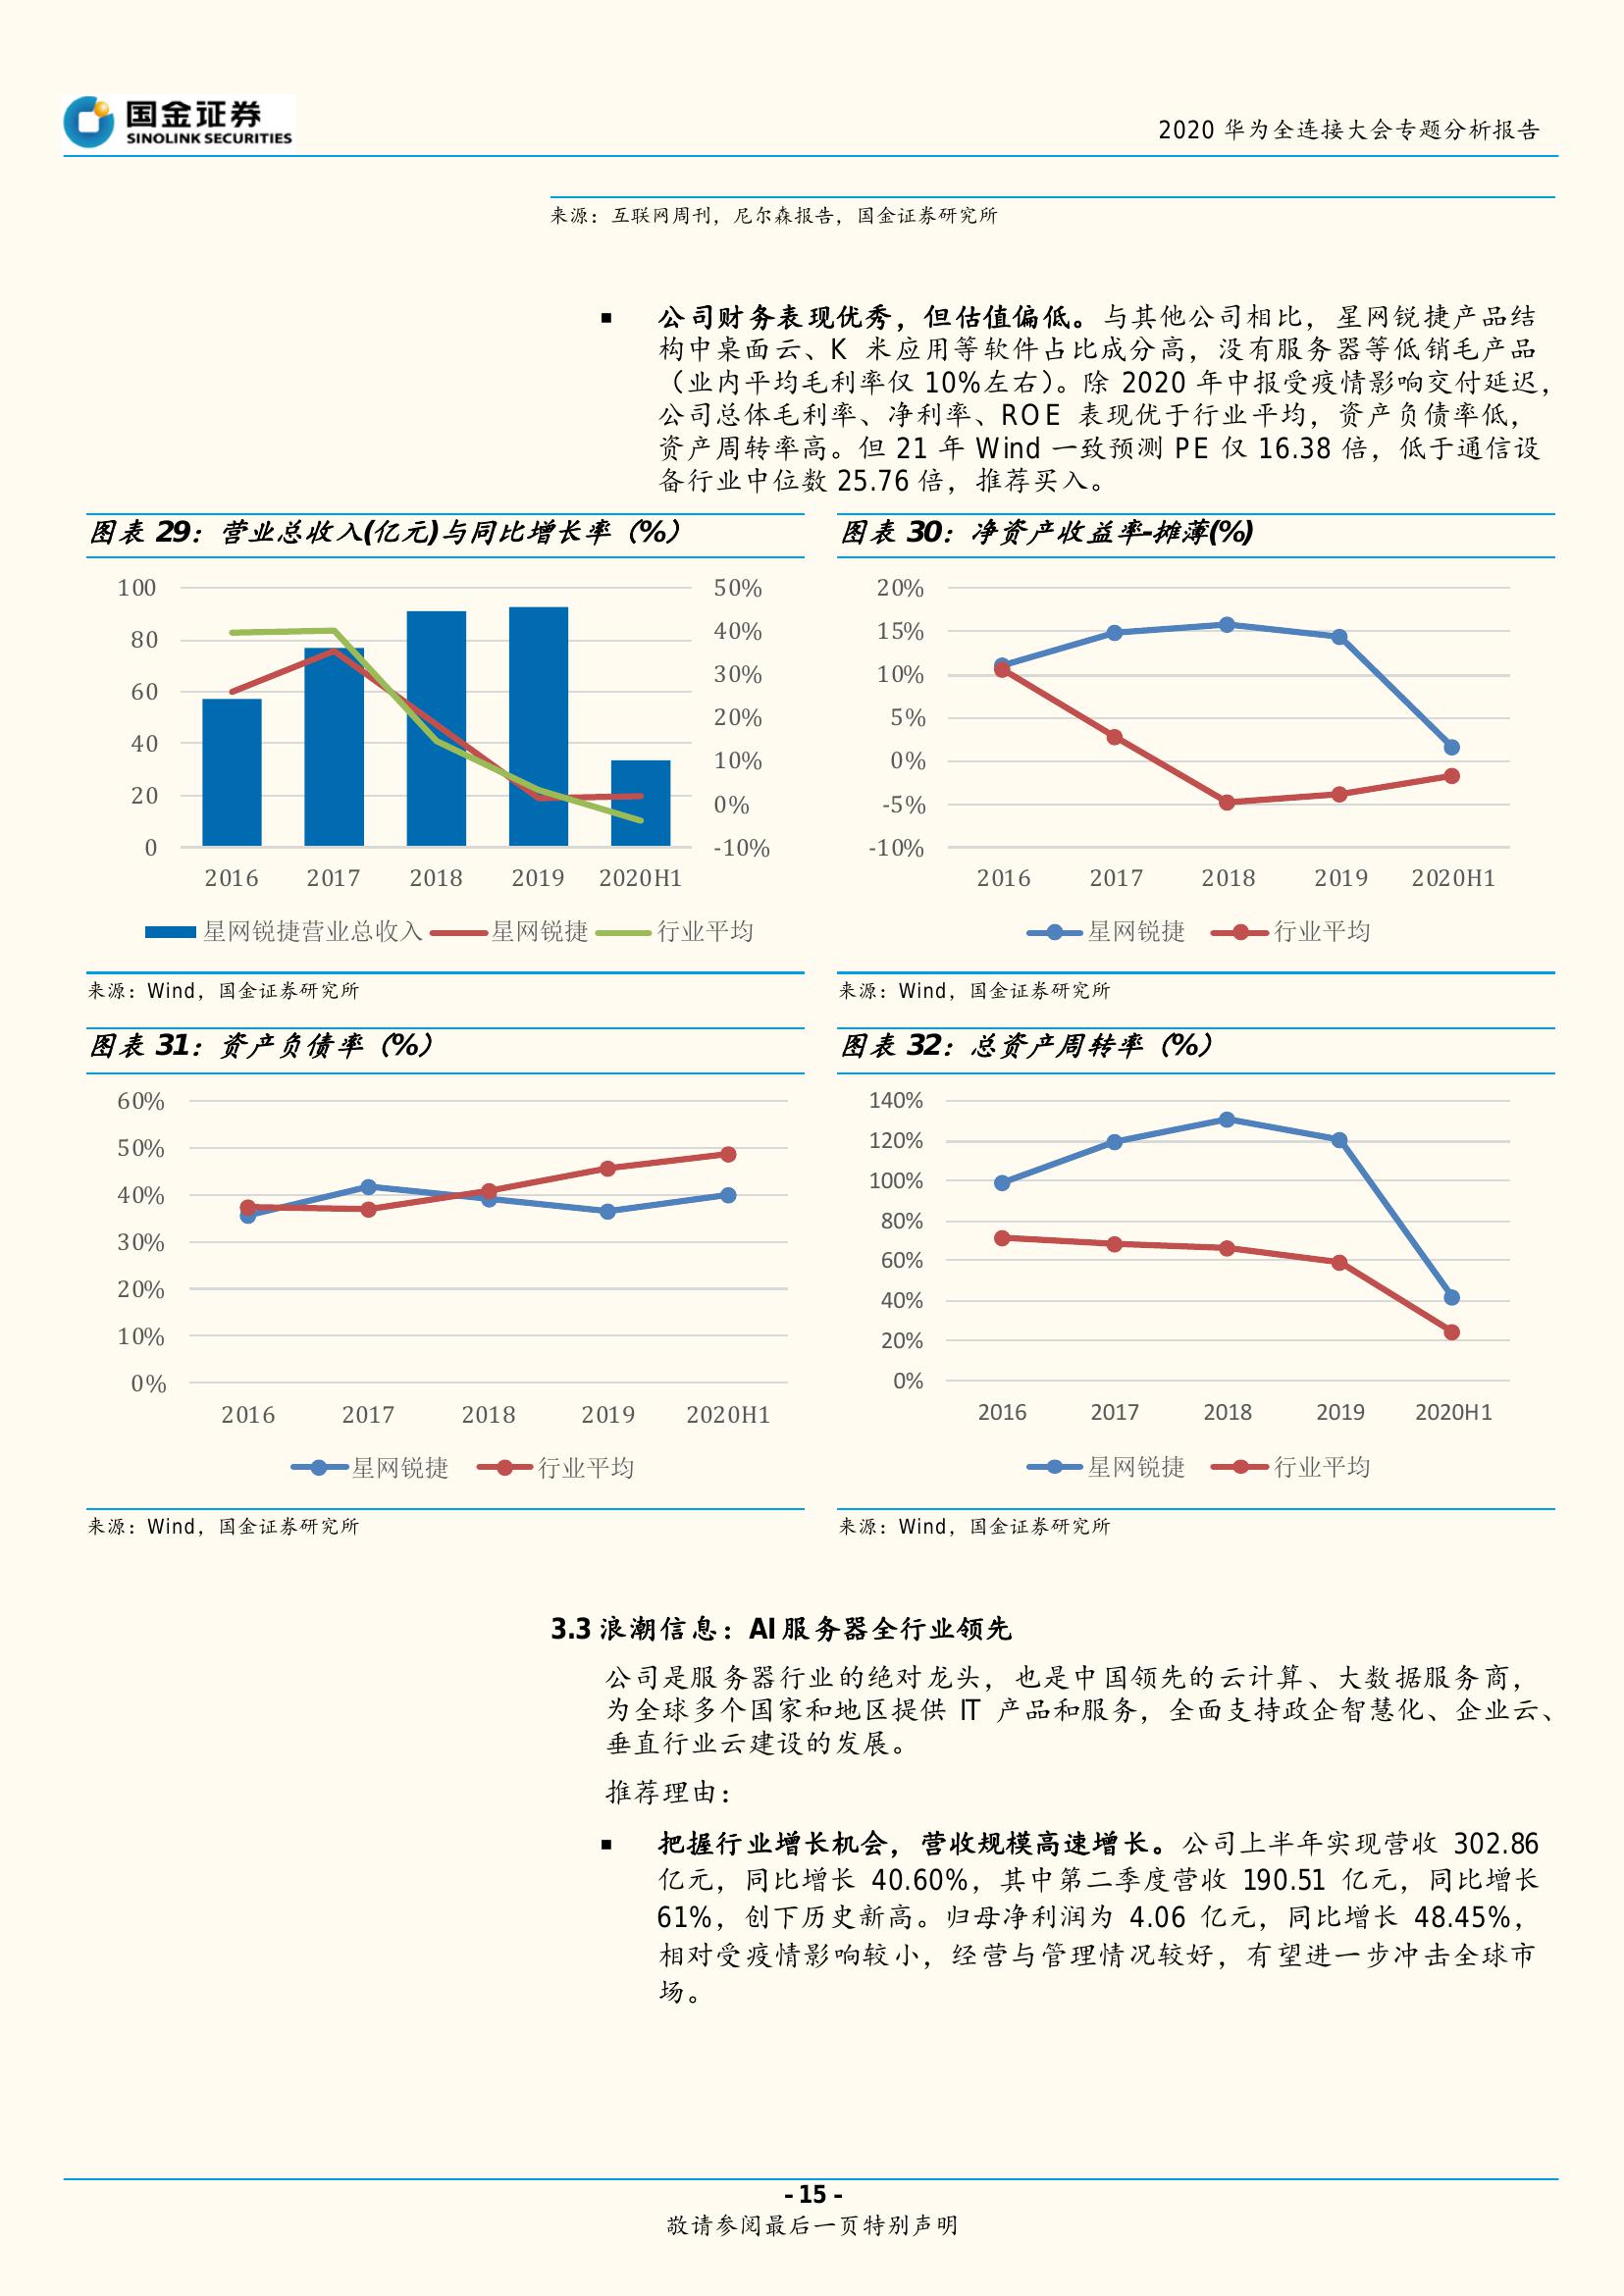 国金证券
SINOLINK SECURITIES
2020 华为全连接大会专题分析报告
来源：互联网周刊，尼尔森报告，国金证券研究所
■ 公司财务表现优秀，但估值偏低。与其他公司相比，星网锐捷产品结
构中桌面云、K 米应用等软件占比成分高，没有服务器等低销毛产品
（业内平均毛利率仅 10%左右）。除 2020 年中报受疫情影响交付延迟，
公司总体毛利率、净利率、ROE 表现优于行业平均，资产负债率低，
资产周转率高。但 21 年 Wind 一致预测 PE 仅 16.38 倍，低于通信设
备行业中位数 25.76 倍，推荐买入。
图表 29：营业总收入(亿元)与同比增长率（%）
100
80
60
40
20
0
50%
40%
30%
20%
10%
0%
-10%
2016 2017 2018 2019 2020H1
星网锐捷营业总收入 星网锐捷 行业平均
来源：Wind，国金证券研究所
图表 30：净资产收益率-摊薄(%)
20%
15%
10%
5%
0%
-5%
-10%
2016 2017 2018 2019 2020H1
星网锐捷 行业平均
来源：Wind，国金证券研究所
图表 31：资产负债率（%）
60%
50%
40%
30%
20%
10%
0%
2016 2017 2018 2019 2020H1
星网锐捷 行业平均
来源：Wind，国金证券研究所
图表 32：总资产周转率（%）
140%
120%
100%
80%
60%
40%
20%
0%
2016 2017 2018 2019 2020H1
星网锐捷 行业平均
来源：Wind，国金证券研究所
3.3 浪潮信息：AI 服务器全行业领先
公司是服务器行业的绝对龙头，也是中国领先的云计算、大数据服务商，
为全球多个国家和地区提供 IT 产品和服务，全面支持政企智慧化、企业云、
垂直行业云建设的发展。
推荐理由：
■ 把握行业增长机会，营收规模高速增长。公司上半年实现营收 302.86
亿元，同比增长 40.60%，其中第二季度营收 190.51 亿元，同比增长
61%，创下历史新高。归母净利润为 4.06 亿元，同比增长 48.45%，
相对受疫情影响较小，经营与管理情况较好，有望进一步冲击全球市
场。
- 15 -
敬请参阅最后一页特别声明